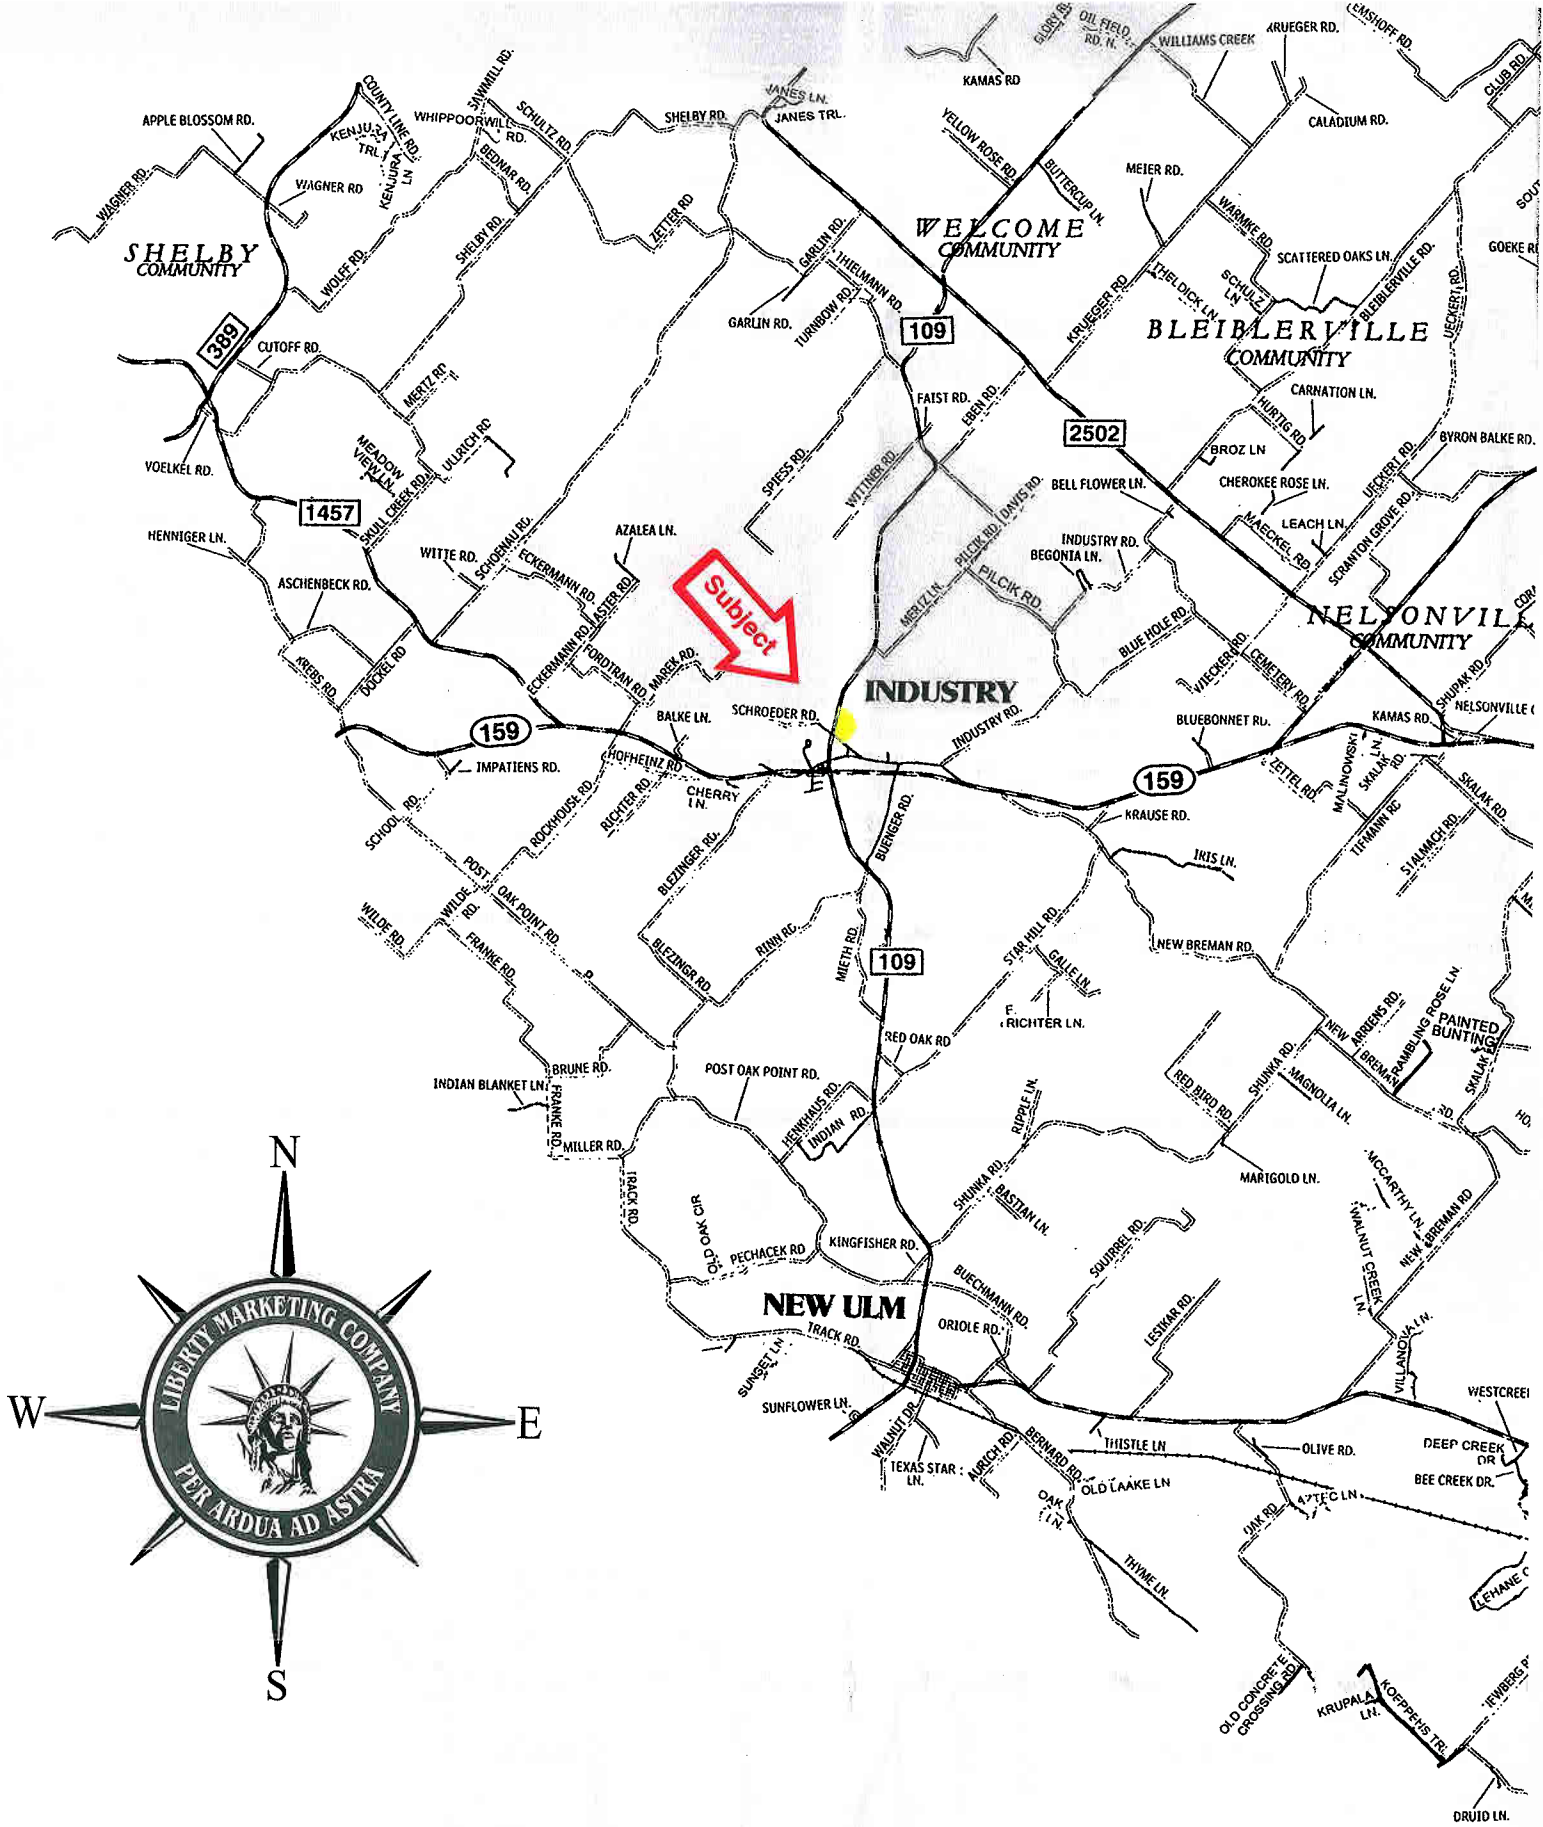 GLORY RD.
OIL FIELD
RD. N.
WILLIAMS CREEK
KRUEGER RD.
EMSHOFF RD.
CLUB RD.
KAMAS RD
COUNTY LINE RD.
SAWMILL RD.
WHIPPOORWILL
RD.
SCHULTZ RD.
SHELBY RD.
JANES LN.
JANES TRL.
CALADIUM RD.
APPLE BLOSSOM RD.
KENJURA
TRL.
KENJURA
LN
BEDNAR RD.
YELLOW ROSE RD.
BUTTERCUP LN.
MEIER RD.
WAGNER RD.
WAGNER RD
SHELBY
COMMUNITY
WOLFF RD.
SHELBY RD.
ZETTER RD
GARLIN RD.
THIELMANN RD.
WELCOME
COMMUNITY
WARMKE RD.
SCATTERED OAKS LN.
GOEKE R
THELDICK LN.
SCHULZ
LN
BLEIBLERVILLE RD.
UECKERT RD.
KRUEGER RD
GARLIN RD.
TURNBOW RD.
109
389
CUTOFF RD.
BLEIBLERVILLE
COMMUNITY
MERTZ RD
FAIST RD.
EBEN RD.
CARNATION LN.
HURTIG RD.
2502
BYRON BALKE RD.
VOELKEL RD.
MEADOW
VIEW LN.
ULLRICH RD
SPIESS RD.
WITTNER RD.
BROZ LN
UECKERT RD.
BELL FLOWER LN.
CHEROKEE ROSE LN.
1457
SKULL CREEK RD.
DAVIS RD.
MAECKEL RD.
LEACH LN.
SCRANTON GROVE RD.
HENNIGER LN.
WITTE RD.
SCHOENAU RD.
AZALEA LN.
PILCIK RD.
INDUSTRY RD.
BEGONIA LN.
ASCHENBECK RD.
ECKERMANN RD.
ASTER RD.
Subject
MERTZ LN.
PILCIK RD.
NELSONVILL
COMMUNITY
BLUE HOLE RD.
KREBS RD.
DUCKEL RD
ECKERMANN RD.
FORDTRAN RD.
MAREK RD.
CEMETERY RD.
INDUSTRY
SHUPAK RD.
SCHROEDER RD.
BALKE LN.
INDUSTRY RD.
BLUEBONNET RD.
KAMAS RD.
NELSONVILLE
159
IMPATIENS RD.
HOFHEINZ RD
CHERRY
LN.
159
ZETTEL RD.
MALINOWSKI
LN.
SKALAK
RD.
SKALAK RD.
SCHOOL RD.
ROCKHOUSE RD.
RICHTER RD.
BLEZINGER RD.
BUENGER RD.
KRAUSE RD.
STALMACH RD.
IRIS LN.
POST
OAK POINT RD.
WILDE RD.
WILDE
RD.
FRANKE RD.
BLEZINGR RD.
RINN RD.
MIETH RD.
STAR HILL RD.
NEW BREMAN RD.
109
GALLE LN.
RICHTER LN.
RED OAK RD
NEW
BREMAN
RD.
ARRIENS RD.
RAMBLING ROSE LN.
PAINTED
BUNTING
SKALAK
INDIAN BLANKET LN.
BRUNE RD.
FRANKE RD.
POST OAK POINT RD.
HENKHAUS RD.
INDIAN RD.
RIPPLE LN.
RED BIRD RD.
SHUNKA RD.
MAGNOLIA LN.
MILLER RD.
TRACK RD.
MARIGOLD LN.
MCCARTHY LN.
SHUNKA RD.
BASTIAN LN.
OLD OAK CIR
PECHACEK RD
KINGFISHER RD.
SQUIRREL RD.
WALNUT CREEK
LN.
NEW BREMAN RD
NEW ULM
BUECHMANN RD.
ORIOLE RD.
LESIKAR RD.
TRACK RD.
SUNSET LN
VILLANOVA LN.
SUNFLOWER LN.
WALNUT DR.
TEXAS STAR
LN.
AURICH RD.
BERNARD RD.
THISTLE LN
OLD LAAKE LN
OAK
LN.
OLIVE RD.
WESTCREE
DEEP CREEK
DR
BEE CREEK DR.
AZTEC LN
OAK RD
THYME LN.
LEHANE
OLD CONCRETE
CROSSING RD.
KRUPALA
LN.
KOEPPENS TRL
DRUID LN.
N
W
E
S
LIBERTY MARKETING COMPANY
PER ARDUA AD ASTRA